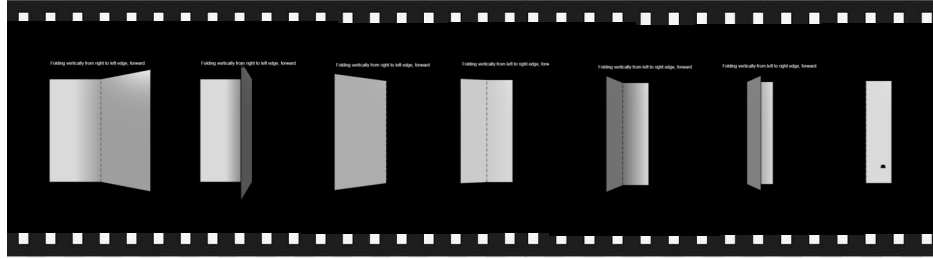 Folding vertically from right to left edge, forward
Folding vertically from right to left edge, forward
Folding vertically from right to left edge, forward
Folding vertically from left to right edge, forw
Folding vertically from left to right edge, forward
Folding vertically from left to right edge, forward